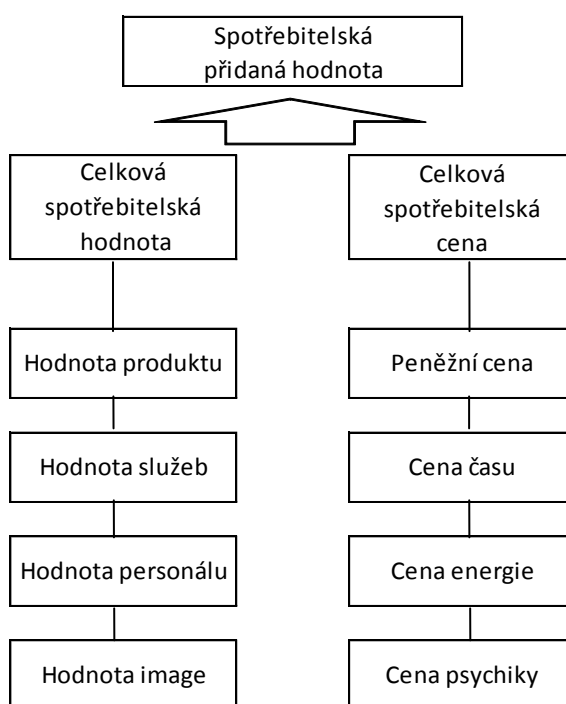 Spotřebitelská
přidaná hodnota
Celková
spotřebitelská
hodnota
Celková
spotřebitelská
cena
Hodnota produktu
Peněžní cena
Hodnota služeb
Cena času
Hodnota personálu
Cena energie
Hodnota image
Cena psychiky